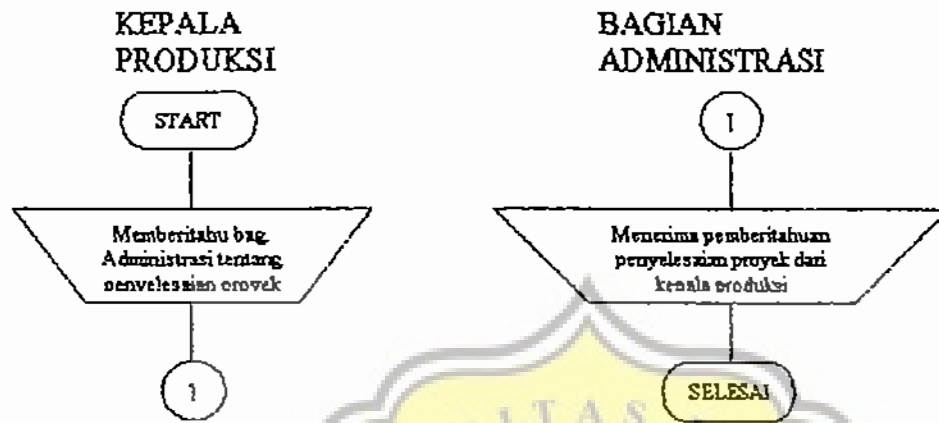 KEPALA
PRODUKSI
START
Memberitahu bag.
Administrasi tentang
penyelesaian proyek
1
BAGIAN
ADMINISTRASI
1
Menerima pemberitahuan
penyelesaian proyek dari
kepala produksi
SELESAI
ITAS